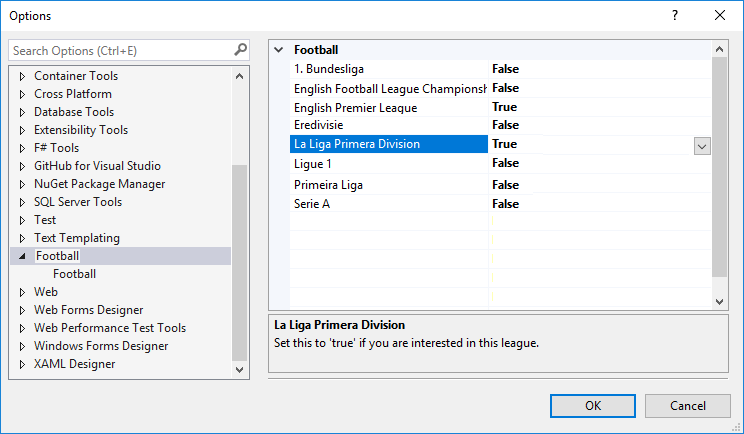 Options
Search Options (Ctrl+E)
Container Tools
Cross Platform
Database Tools
Extensibility Tools
F# Tools
GitHub for Visual Studio
NuGet Package Manager
SQL Server Tools
Test
Text Templating
Football
Football
Web
Web Forms Designer
Web Performance Test Tools
Windows Forms Designer
XAML Designer
Football
1. Bundesliga False
English Football League Championsh False
English Premier League True
Eredivisie False
La Liga Primera Division True
Ligue 1 False
Primeira Liga False
Serie A False
La Liga Primera Division
Set this to 'true' if you are interested in this league.
OK Cancel